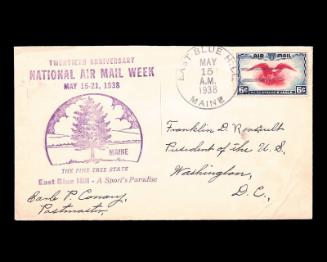 TWENTIETH ANNIVERSARY
NATIONAL AIR MAIL WEEK
MAY 15-21, 1938
MAINE
THE PINE TREE STATE
East Blue Hill - A Sport's Paradise
Earle P. Conary
Postmaster
EAST BLUE HILL
MAY
15
A.M.
1938
MAINE
AIR MAIL
6¢ 6¢
Franklin D. Roosevelt
President of the U.S.
Washington,
D.C.,